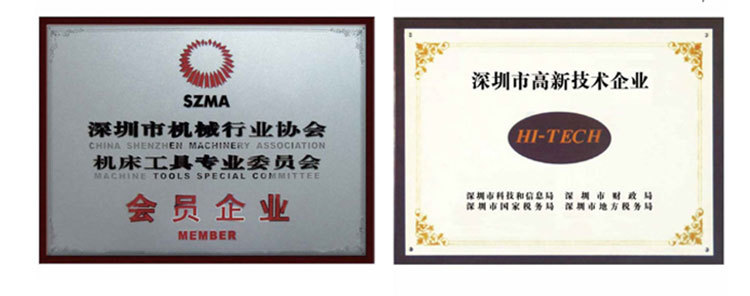 SZMA
深圳市机械行业协会
CHINA SHENZHEN MACHINERY ASSOCIATION
机床工具专业委员会
MACHINE TOOLS SPECIAL COMMITTEE
会员企业
MEMBER
深圳市高新技术企业
HI-TECH
深圳市科技和信息局 深圳市财政局
深圳市国家税务局 深圳市地方税务局